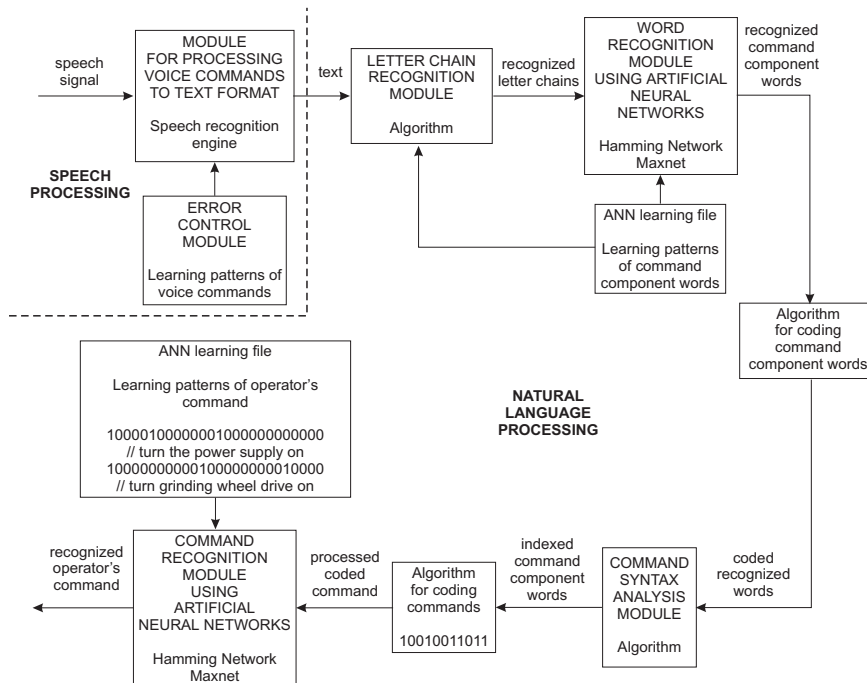 speech
signal
MODULE
FOR PROCESSING
VOICE COMMANDS
TO TEXT FORMAT
Speech recognition
engine
text
LETTER CHAIN
RECOGNITION
MODULE
Algorithm
recognized
letter chains
WORD
RECOGNITION
MODULE
USING ARTIFICIAL
NEURAL
NETWORKS
Hamming Network
Maxnet
recognized
command
component
words
SPEECH
PROCESSING
ERROR
CONTROL
MODULE
Learning patterns of
voice commands
ANN learning file
Learning patterns
of command
component words
Algorithm
for coding
command
component words
ANN learning file
Learning patterns of operator's
command
10000100000001000000000000
// turn the power supply on
10000000000100000000010000
// turn grinding wheel drive on
NATURAL
LANGUAGE
PROCESSING
recognized
operator's
command
COMMAND
RECOGNITION
MODULE
USING
ARTIFICIAL
NEURAL NETWORKS
Hamming Network
Maxnet
processed
coded
command
Algorithm
for coding
commands
10010011011
indexed
command
component
words
COMMAND
SYNTAX
ANALYSIS
MODULE
Algorithm
coded
recognized
words